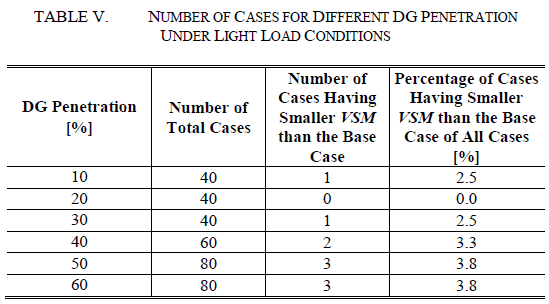 TABLE V. NUMBER OF CASES FOR DIFFERENT DG PENETRATION
UNDER LIGHT LOAD CONDITIONS
DG Penetration
[%]
Number of
Total Cases
Number of
Cases Having
Smaller VSM
than the Base
Case
Percentage of Cases
Having Smaller
VSM than the Base
Case of All Cases
[%]
10 40 1 2.5
20 40 0 0.0
30 40 1 2.5
40 60 2 3.3
50 80 3 3.8
60 80 3 3.8